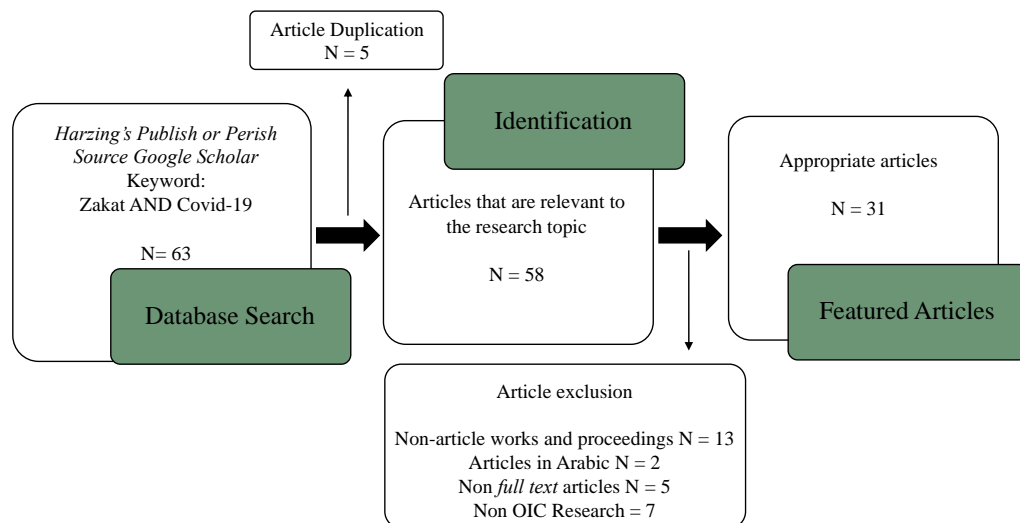 Article Duplication
N = 5
Harzing's Publish or Perish
Source Google Scholar
Keyword:
Zakat AND Covid-19
N= 63
Database Search
Identification
Articles that are relevant to
the research topic
N = 58
Article exclusion
Non-article works and proceedings N = 13
Articles in Arabic N = 2
Non full text articles N = 5
Non OIC Research = 7
Appropriate articles
N = 31
Featured Articles